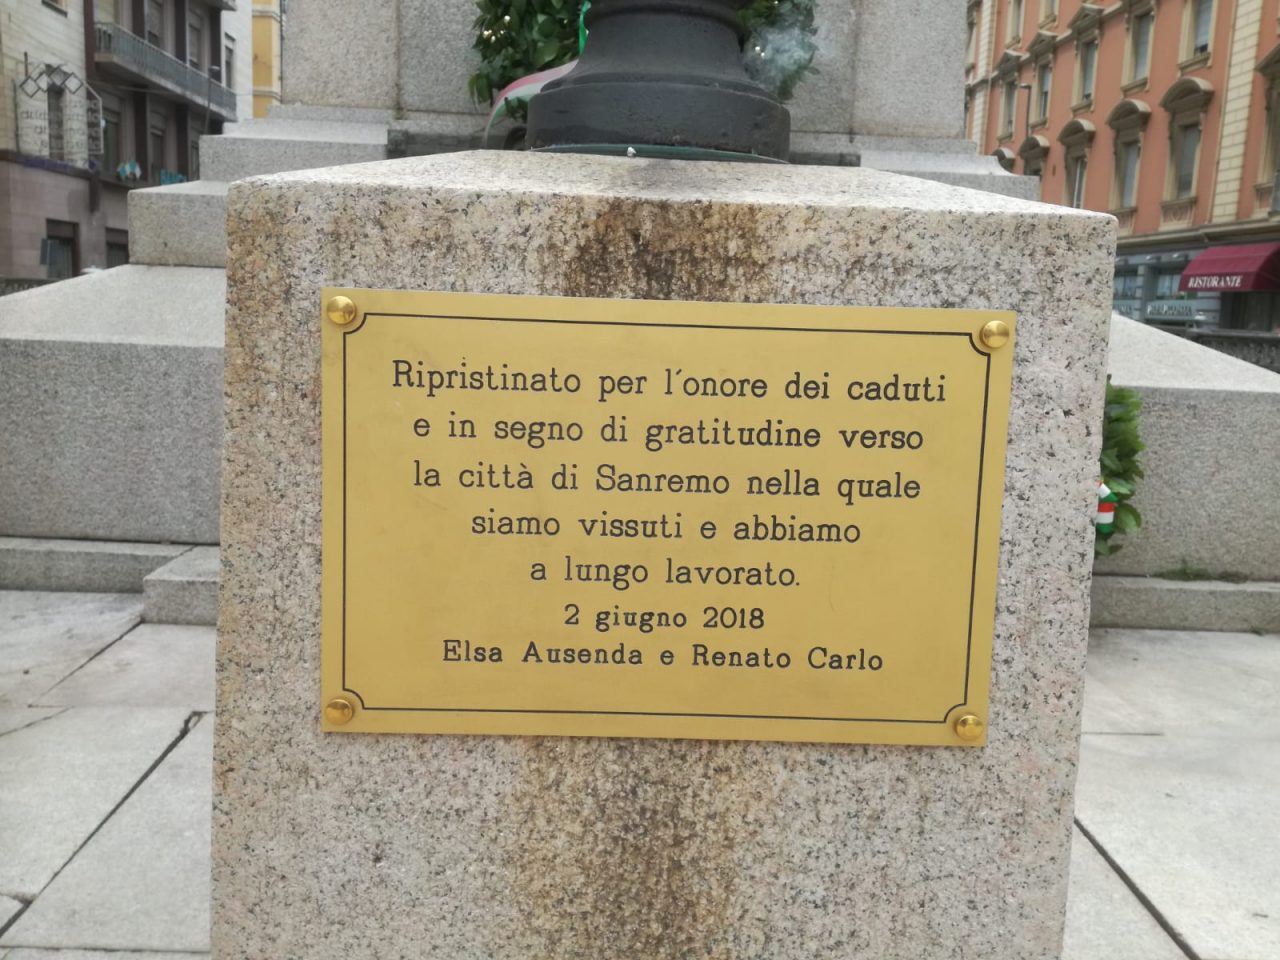 Ripristinato per l'onore dei caduti
e in segno di gratitudine verso
la città di Sanremo nella quale
siamo vissuti e abbiamo
a lungo lavorato.
2 giugno 2018
Elsa Ausenda e Renato Carlo
RISTORANTE